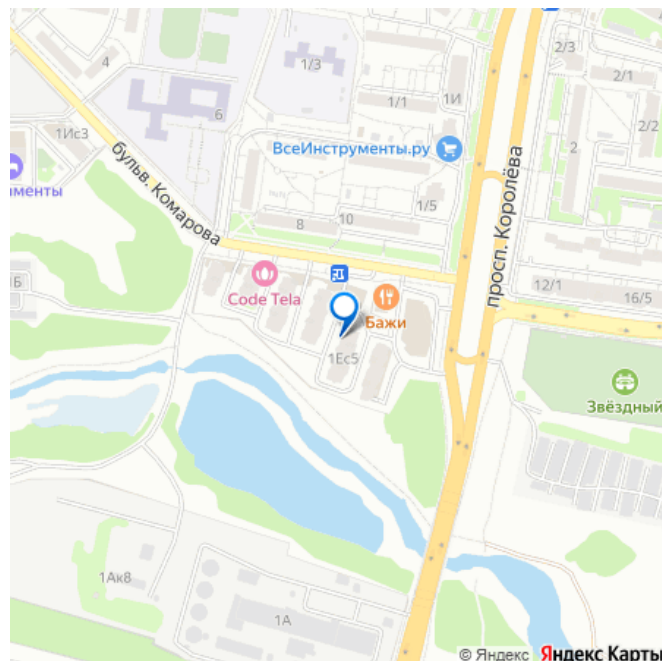 2/3
4
1/3
2/1
1/1
1И
2/2
6
1Ис3
ВсеИнструменты.ру
2
менты
бульв. Комарова
1/5
8
10
просп. Королёва
1Б
12/1
16/5
Code Tela
Бажи
1Ес5
Звёздный
1Ак8
1А
© Яндекс Яндекс Карты